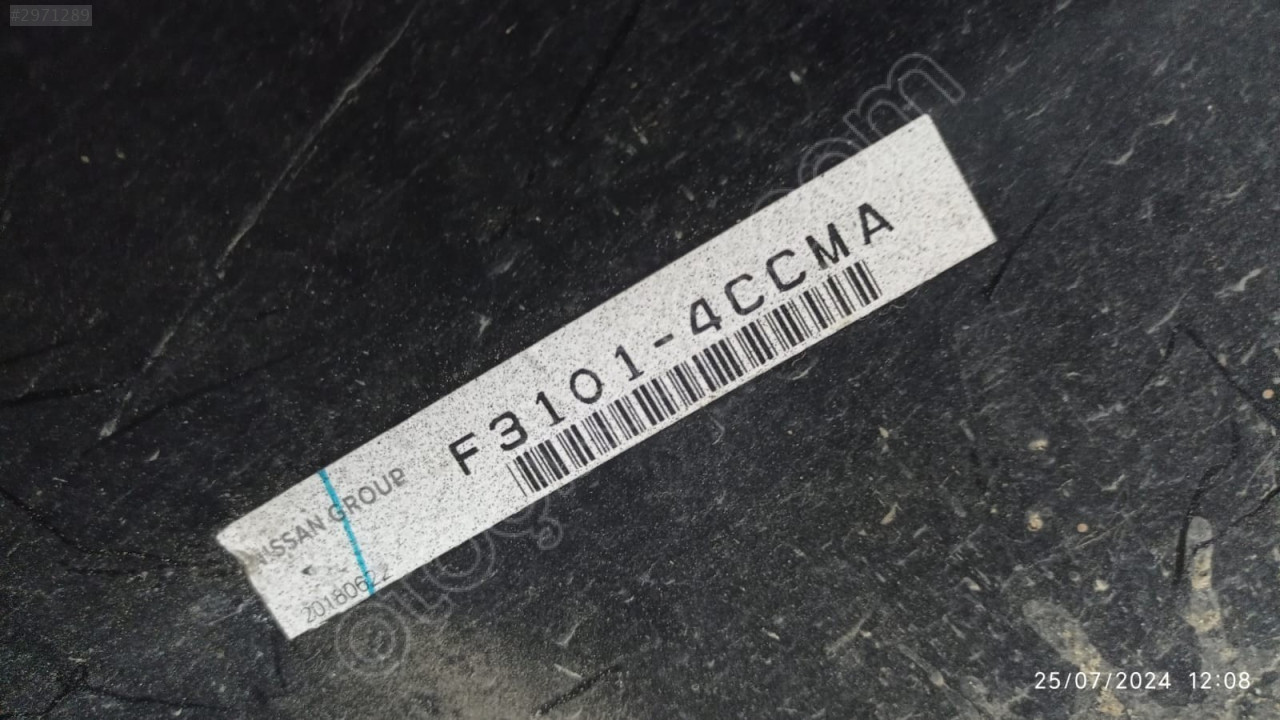 #2971289
F3101-4CCMA
NISSAN GROUP
20180622
25/07/2024 12:08